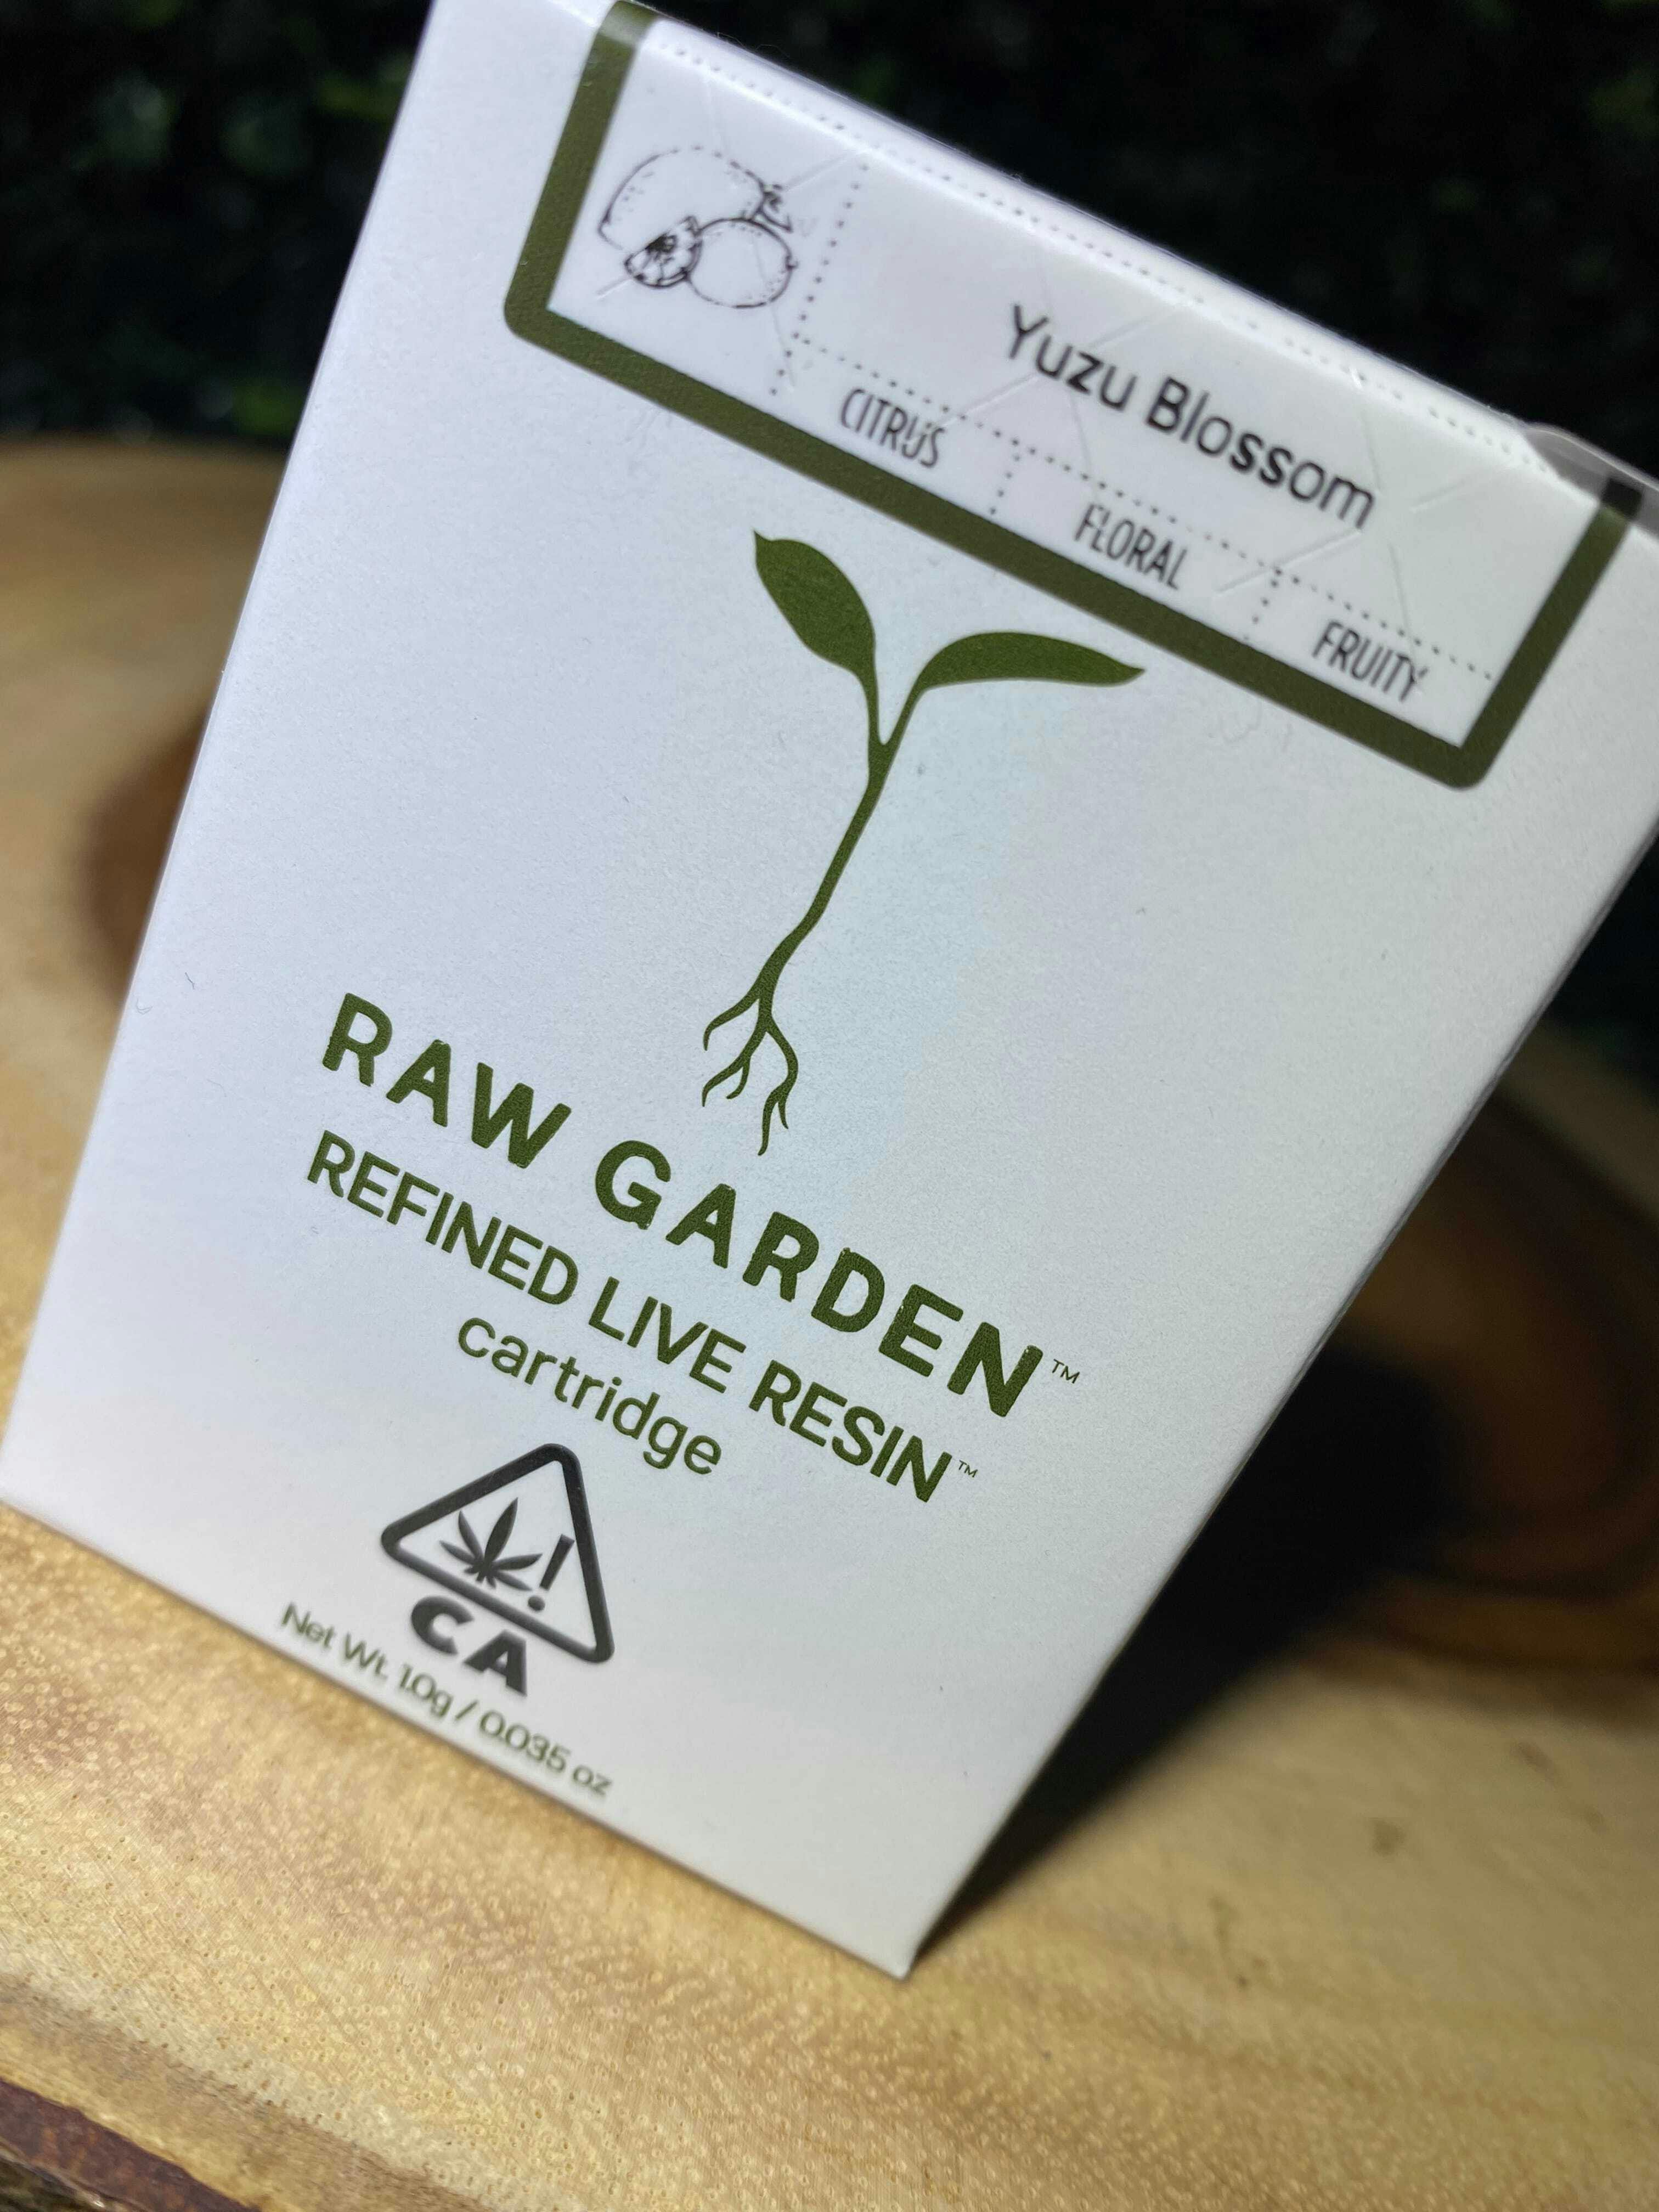 Yuzu Blossom
CITRUS FLORAL FRUITY
RAW GARDEN™
REFINED LIVE RESIN™
cartridge
!
CA
Net Wt. 1.0g / 0.035 oz